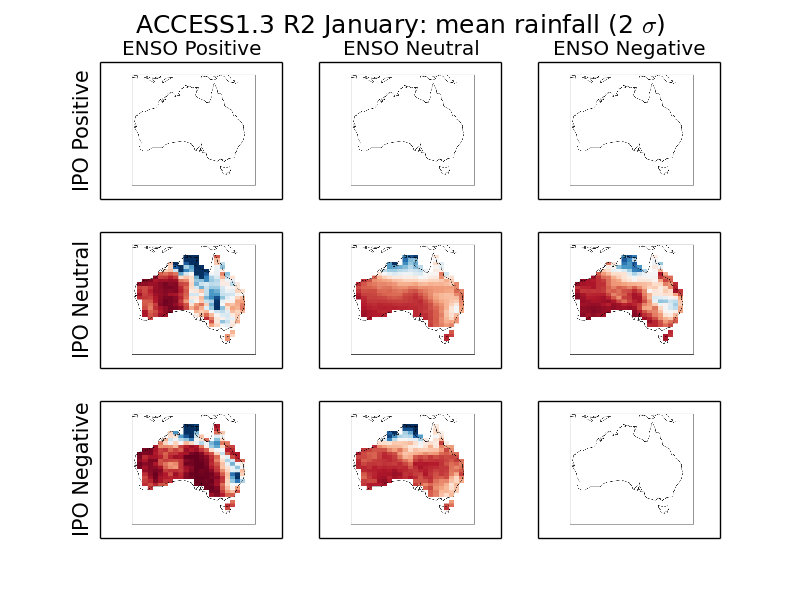 ACCESS1.3 R2 January: mean rainfall (2 σ)
ENSO Positive
ENSO Neutral
ENSO Negative
IPO Positive
IPO Neutral
IPO Negative